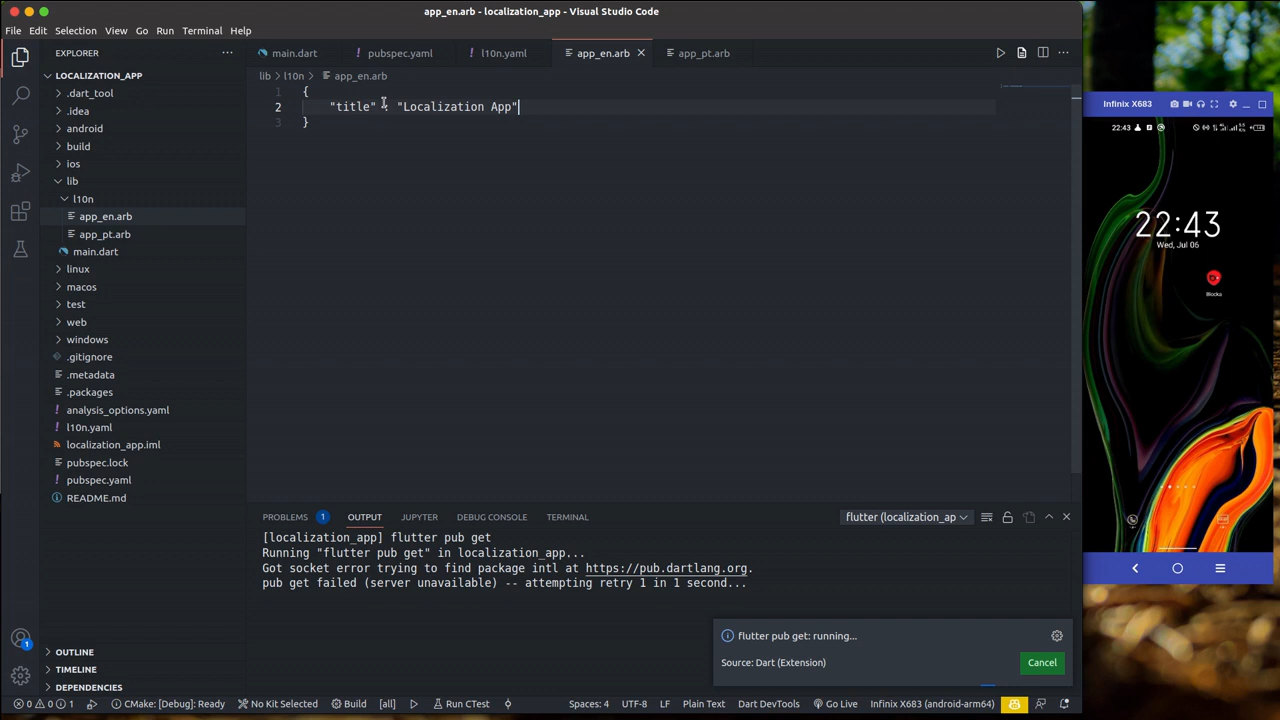 app_en.arb - localization_app - Visual Studio Code
File Edit Selection View Go Run Terminal Help
EXPLORER
LOCALIZATION_APP
.dart_tool
.idea
android
build
ios
lib
l10n
app_en.arb
app_pt.arb
main.dart
linux
macos
test
web
windows
.gitignore
.metadata
.packages
analysis_options.yaml
l10n.yaml
localization_app.iml
pubspec.lock
pubspec.yaml
README.md
OUTLINE
TIMELINE
DEPENDENCIES
main.dart pubspec.yaml l10n.yaml app_en.arb app_pt.arb
lib l10n app_en.arb
1 {
2 "title" : "Localization App"
3 }
PROBLEMS 1 OUTPUT JUPYTER DEBUG CONSOLE TERMINAL
flutter (localization_ap
[localization_app] flutter pub get
Running "flutter pub get" in localization_app...
Got socket error trying to find package intl at https://pub.dartlang.org.
pub get failed (server unavailable) -- attempting retry 1 in 1 second...
flutter pub get: running...
Source: Dart (Extension)
Cancel
1
0 0 1 CMake: [Debug]: Ready No Kit Selected Build [all] Run CTest Spaces: 4 UTF-8 LF Plain Text Dart DevTools Go Live Infinix X683 (android-arm64)
Infinix X683
22:43
22:43
Wed, Jul 06
Blocks